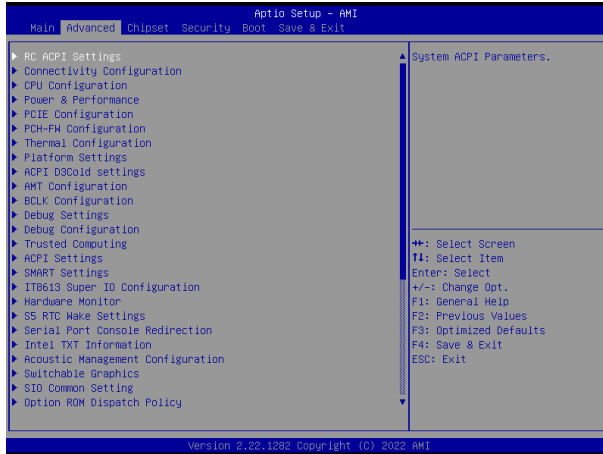 Aptio Setup - AMI
Main Advanced Chipset Security Boot Save & Exit
RC ACPI Settings
Connectivity Configuration
CPU Configuration
Power & Performance
PCIE Configuration
PCH-FW Configuration
Thermal Configuration
Platform Settings
ACPI D3Cold settings
AMT Configuration
BCLK Configuration
Debug Settings
Debug Configuration
Trusted Computing
ACPI Settings
SMART Settings
IT8613 Super IO Configuration
Hardware Monitor
S5 RTC Wake Settings
Serial Port Console Redirection
Intel TXT Information
Acoustic Management Configuration
Switchable Graphics
SIO Common Setting
Option ROM Dispatch Policy
System ACPI Parameters.
→←: Select Screen
↑↓: Select Item
Enter: Select
+/-: Change Opt.
F1: General Help
F2: Previous Values
F3: Optimized Defaults
F4: Save & Exit
ESC: Exit
Version 2.22.1282 Copyright (C) 2022 AMI